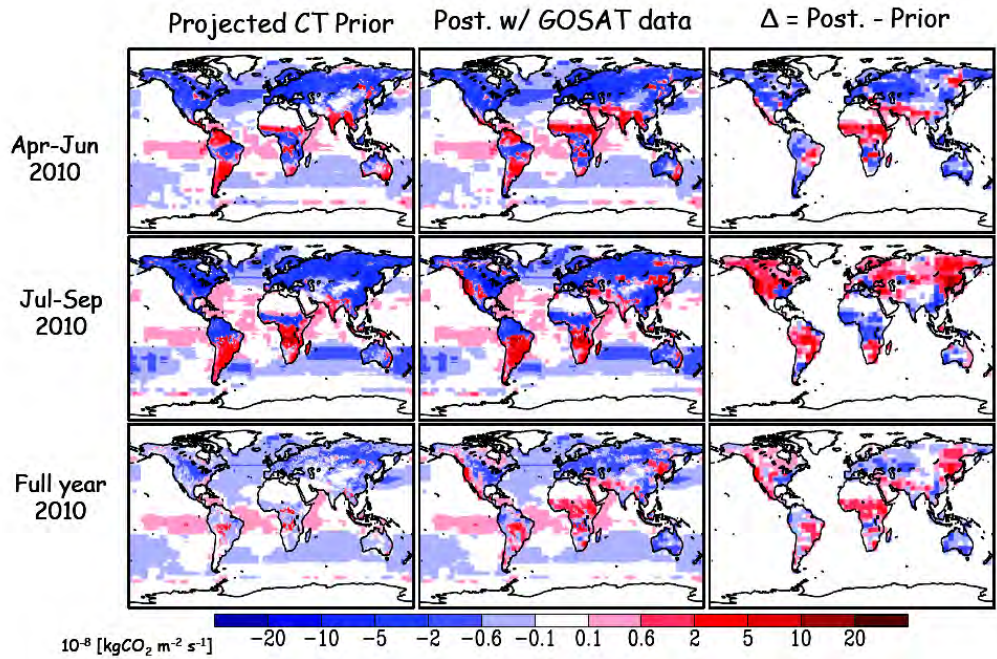 Projected CT Prior
Post. w/ GOSAT data
Δ = Post. - Prior
Apr-Jun
2010
Jul-Sep
2010
Full year
2010
-20 -10 -5 -2 -0.6 -0.1 0.1 0.6 2 5 10 20
10⁻⁸ [kgCO₂ m⁻² s⁻¹]